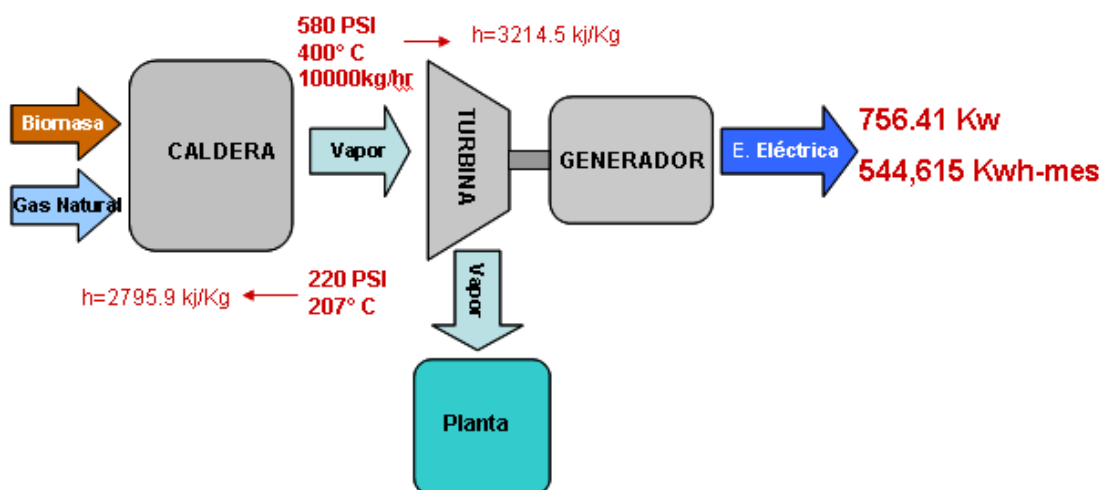 580 PSI
400° C
10000kg/hr
h=3214.5 kj/Kg
Biomasa
Gas Natural
CALDERA
Vapor
TURBINA
GENERADOR
E. Eléctrica
756.41 Kw
544,615 Kwh-mes
h=2795.9 kj/Kg
220 PSI
207° C
Vapor
Planta